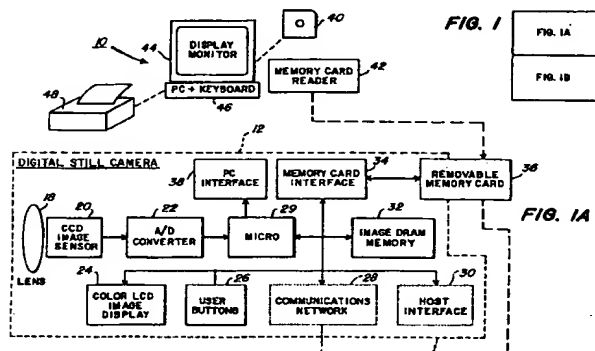 FIG. 1
FIG. 1A
FIG. 1B
10
44
DISPLAY
MONITOR
40
MEMORY CARD
READER
42
48
PC + KEYBOARD
46
12
DIGITAL STILL CAMERA
38
PC
INTERFACE
MEMORY CARD
INTERFACE
34
REMOVABLE
MEMORY CARD
36
FIG. 1A
18
LENS
20
CCD
IMAGE
SENSOR
22
A/D
CONVERTER
29
MICRO
32
IMAGE DRAM
MEMORY
24
COLOR LCD
IMAGE
DISPLAY
26
USER
BUTTONS
28
COMMUNICATIONS
NETWORK
30
HOST
INTERFACE